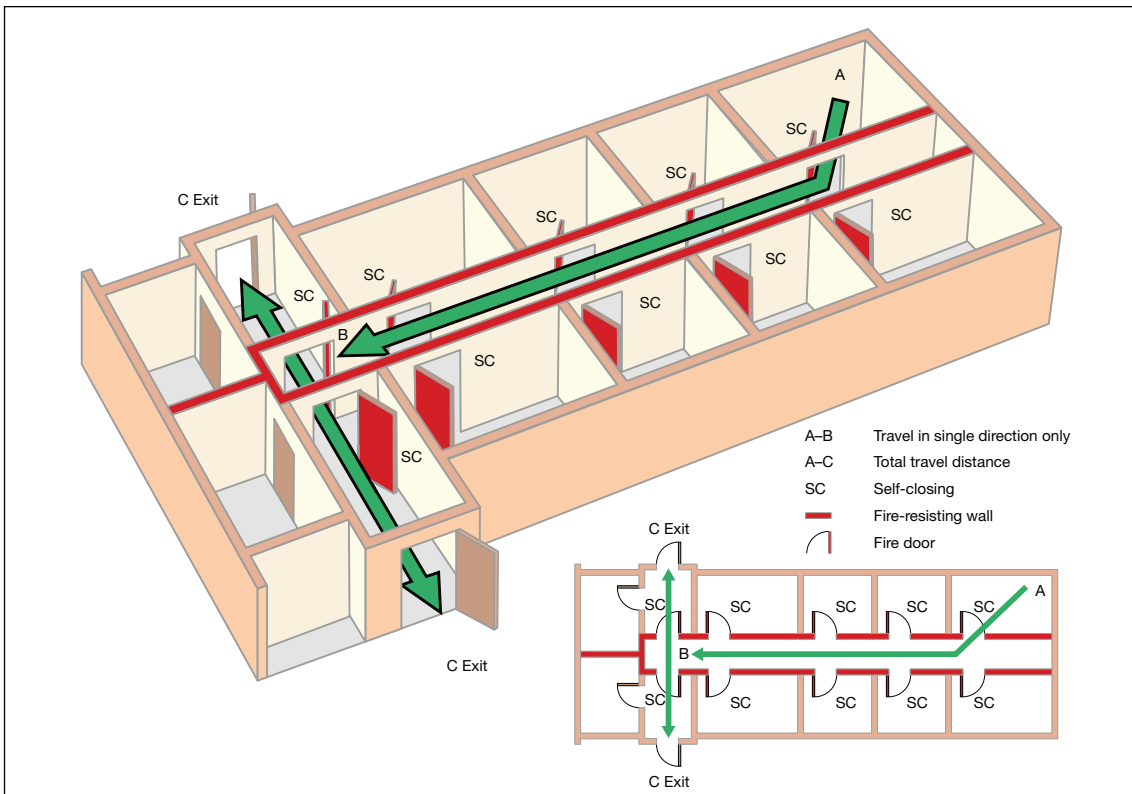 A
SC
SC
C Exit
SC
SC
SC
SC
SC
SC
B
SC
SC
SC
A–B Travel in single direction only
A–C Total travel distance
SC Self-closing
Fire-resisting wall
Fire door
C Exit
C Exit
SC SC SC SC SC A
B
SC SC SC SC SC
C Exit